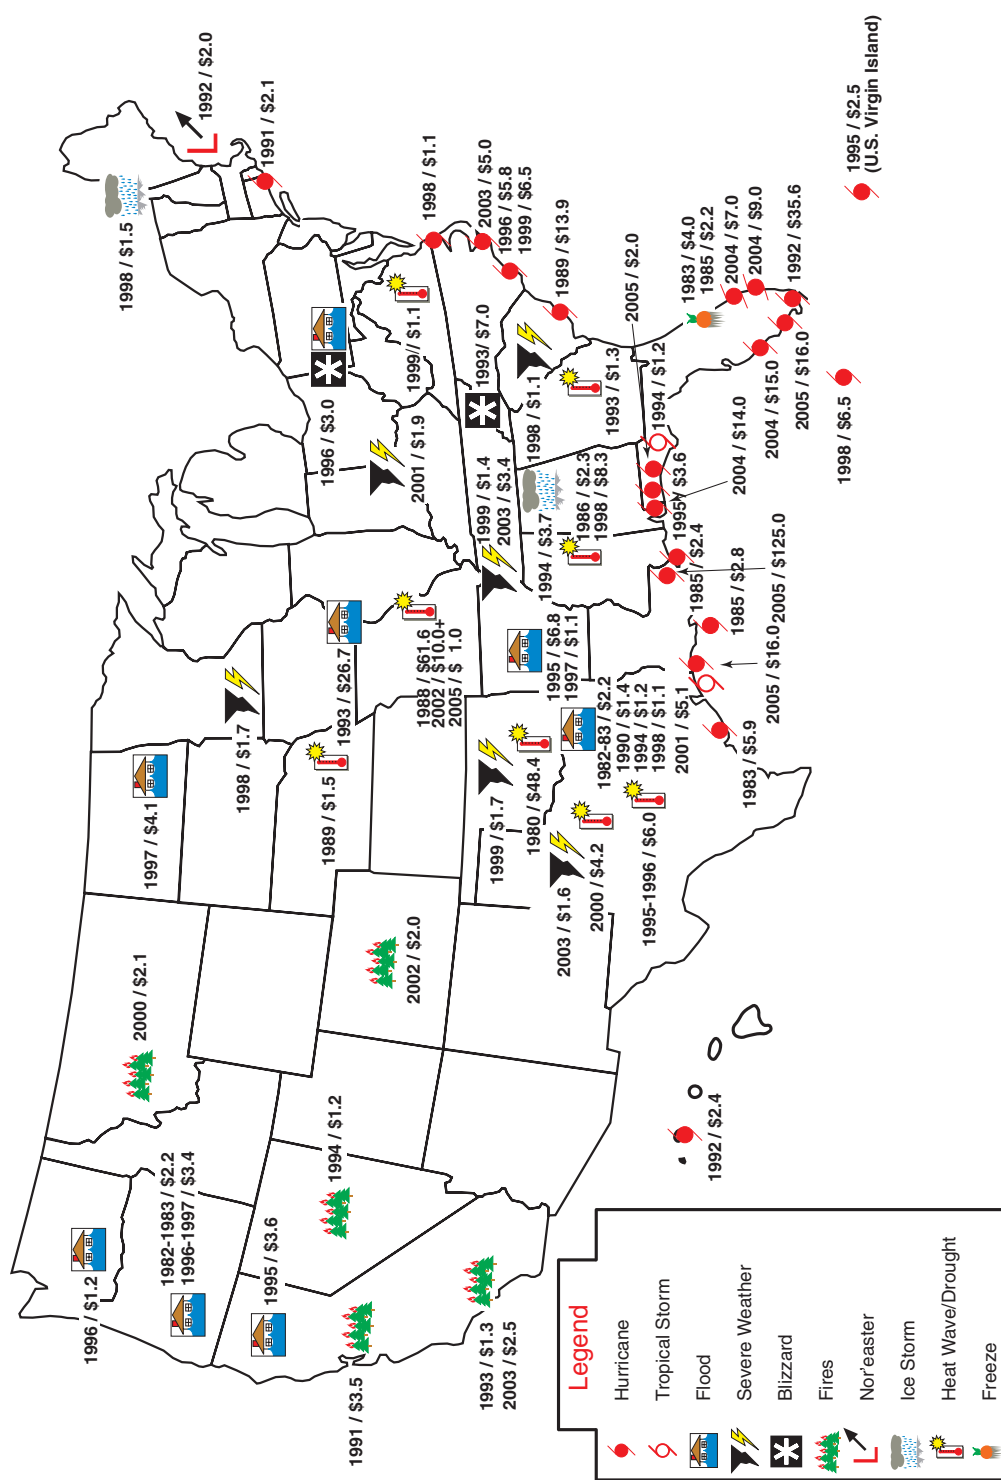 1996 / $1.2
1982-1983 / $2.2
1996-1997 / $3.4
1995 / $3.6
1991 / $3.5
1993 / $1.3
2003 / $2.5
1994 / $1.2
2000 / $2.1
2002 / $2.0
1997 / $4.1
1998 / $1.7
1989 / $1.5
1993 / $26.7
1988 / $61.6
2002 / $10.0+
2005 / $ 1.0
1999 / $1.7
1980 / $48.4
2003 / $1.6
2000 / $4.2
1995-1996 / $6.0
1982-83 / $2.2
1990 / $1.4
1994 / $1.2
1998 / $1.1
2001 / $5.1
1995 / $6.8
1997 / $1.1
1983 / $5.9
2005 / $16.0
1985 / $2.8
2005 / $125.0
1985 / $2.4
1995 / $3.6
2004 / $14.0
1994 / $1.2
2005 / $2.0
1994 / $3.7
1986 / $2.3
1998 / $8.3
1999 / $1.4
2003 / $3.4
1998 / $1.1
1993 / $1.3
1993/ $7.0
2001 / $1.9
1996 / $3.0
1999/ / $1.1
1998 / $1.5
1992 / $2.0
1991 / $2.1
1998 / $1.1
2003 / $5.0
1996 / $5.8
1999 / $6.5
1989 / $13.9
1983 / $4.0
1985 / $2.2
2004 / $7.0
2004 / $9.0
1992 / $35.6
2004 / $15.0
2005 / $16.0
1998 / $6.5
1995 / $2.5
(U.S. Virgin Island)
1992 / $2.4
Legend
Hurricane
Tropical Storm
Flood
Severe Weather
Blizzard
Fires
L Nor'easter
Ice Storm
Heat Wave/Drought
Freeze
L